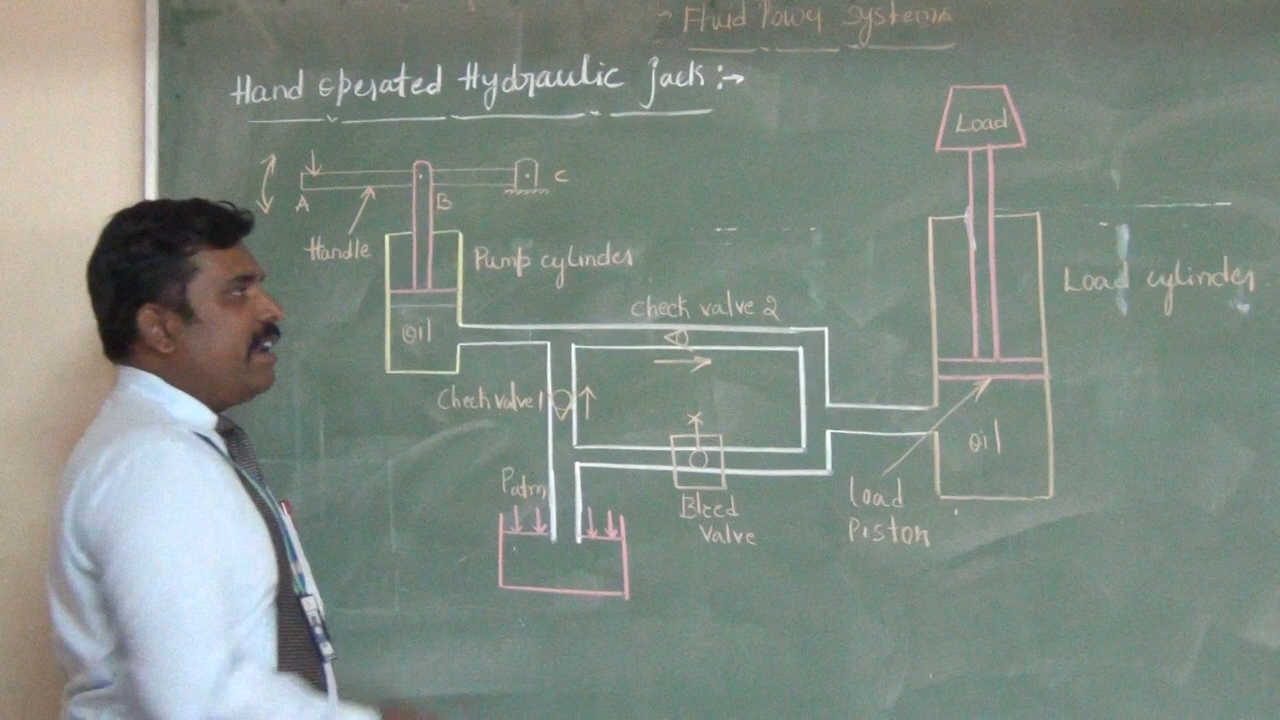 → Fluid Power Systems
Hand operated Hydraulic jack :→
Load
A
B
C
Handle
Pump cylinder
Load cylinder
Check valve 2
Oil
Check valve 1
Oil
Patm
Load
Piston
Bleed
Valve